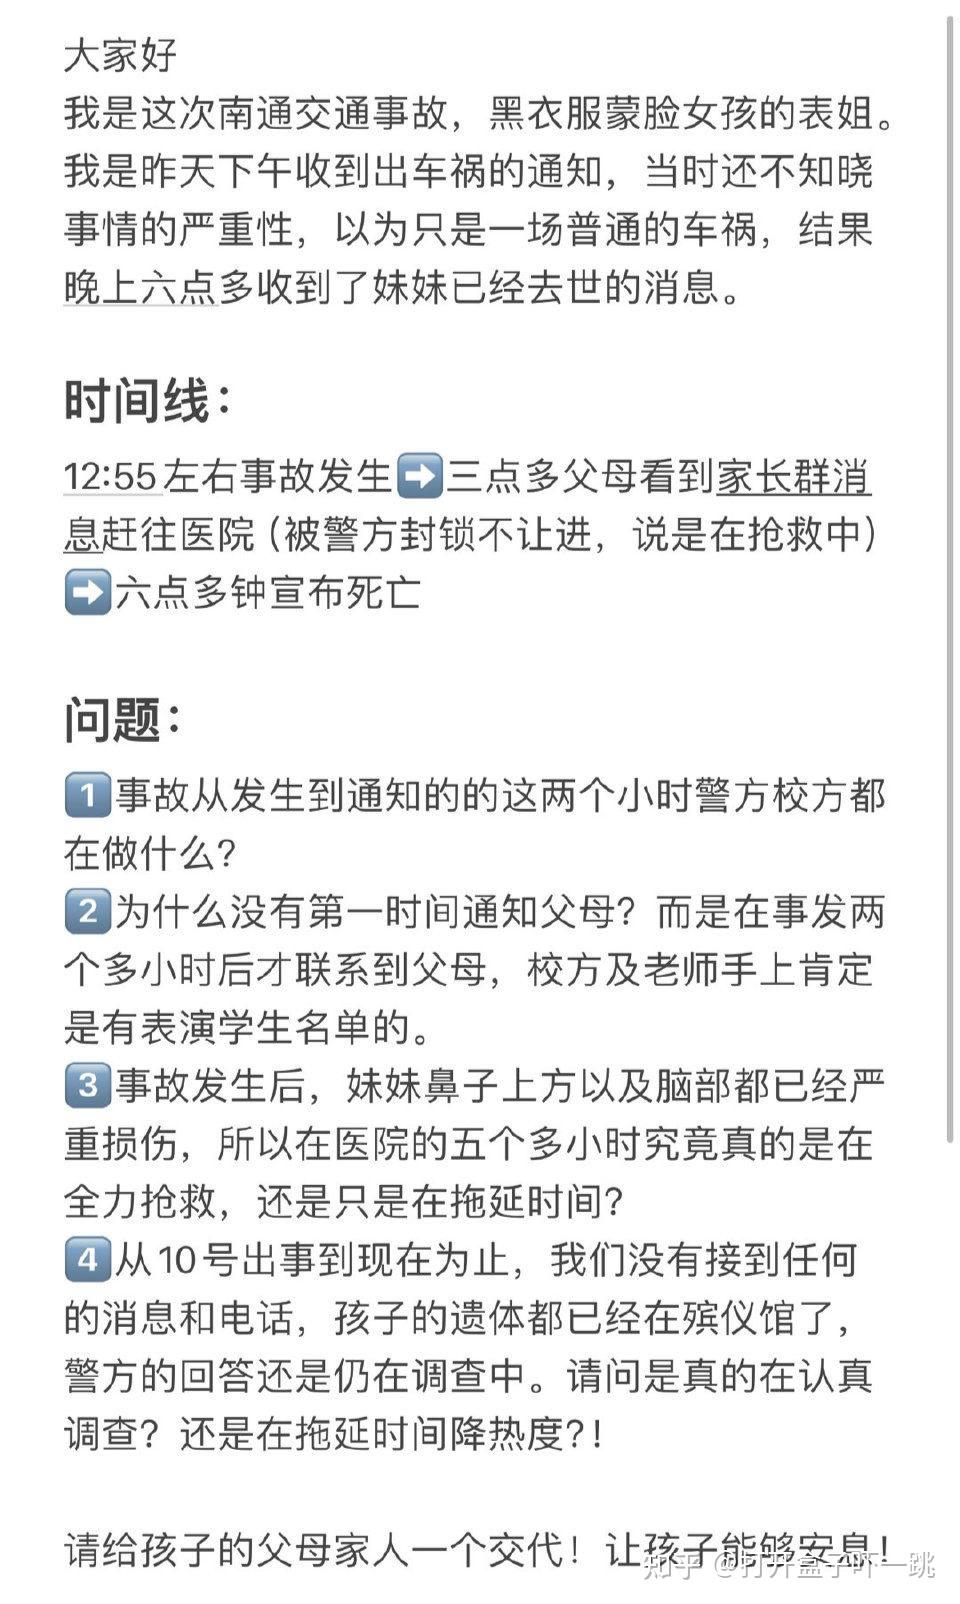 大家好
我是这次南通交通事故，黑衣服蒙脸女孩的表姐。
我是昨天下午收到出车祸的通知，当时还不知晓
事情的严重性，以为只是一场普通的车祸，结果
晚上六点多收到了妹妹已经去世的消息。
时间线：
12:55左右事故发生➡️三点多父母看到家长群消
息赶往医院（被警方封锁不让进，说是在抢救中）
➡️六点多钟宣布死亡
问题：
1️⃣事故从发生到通知的的这两个小时警方校方都
在做什么？
2️⃣为什么没有第一时间通知父母？而是在事发两
个多小时后才联系到父母，校方及老师手上肯定
是有表演学生名单的。
3️⃣事故发生后，妹妹鼻子上方以及脑部都已经严
重损伤，所以在医院的五个多小时究竟真的是在
全力抢救，还是只是在拖延时间？
4️⃣从10号出事到现在为止，我们没有接到任何
的消息和电话，孩子的遗体都已经在殡仪馆了，
警方的回答还是仍在调查中。请问是真的在认真
调查？还是在拖延时间降热度？！
请给孩子的父母家人一个交代！让孩子能够安息！
知乎 @打开盒子吓一跳